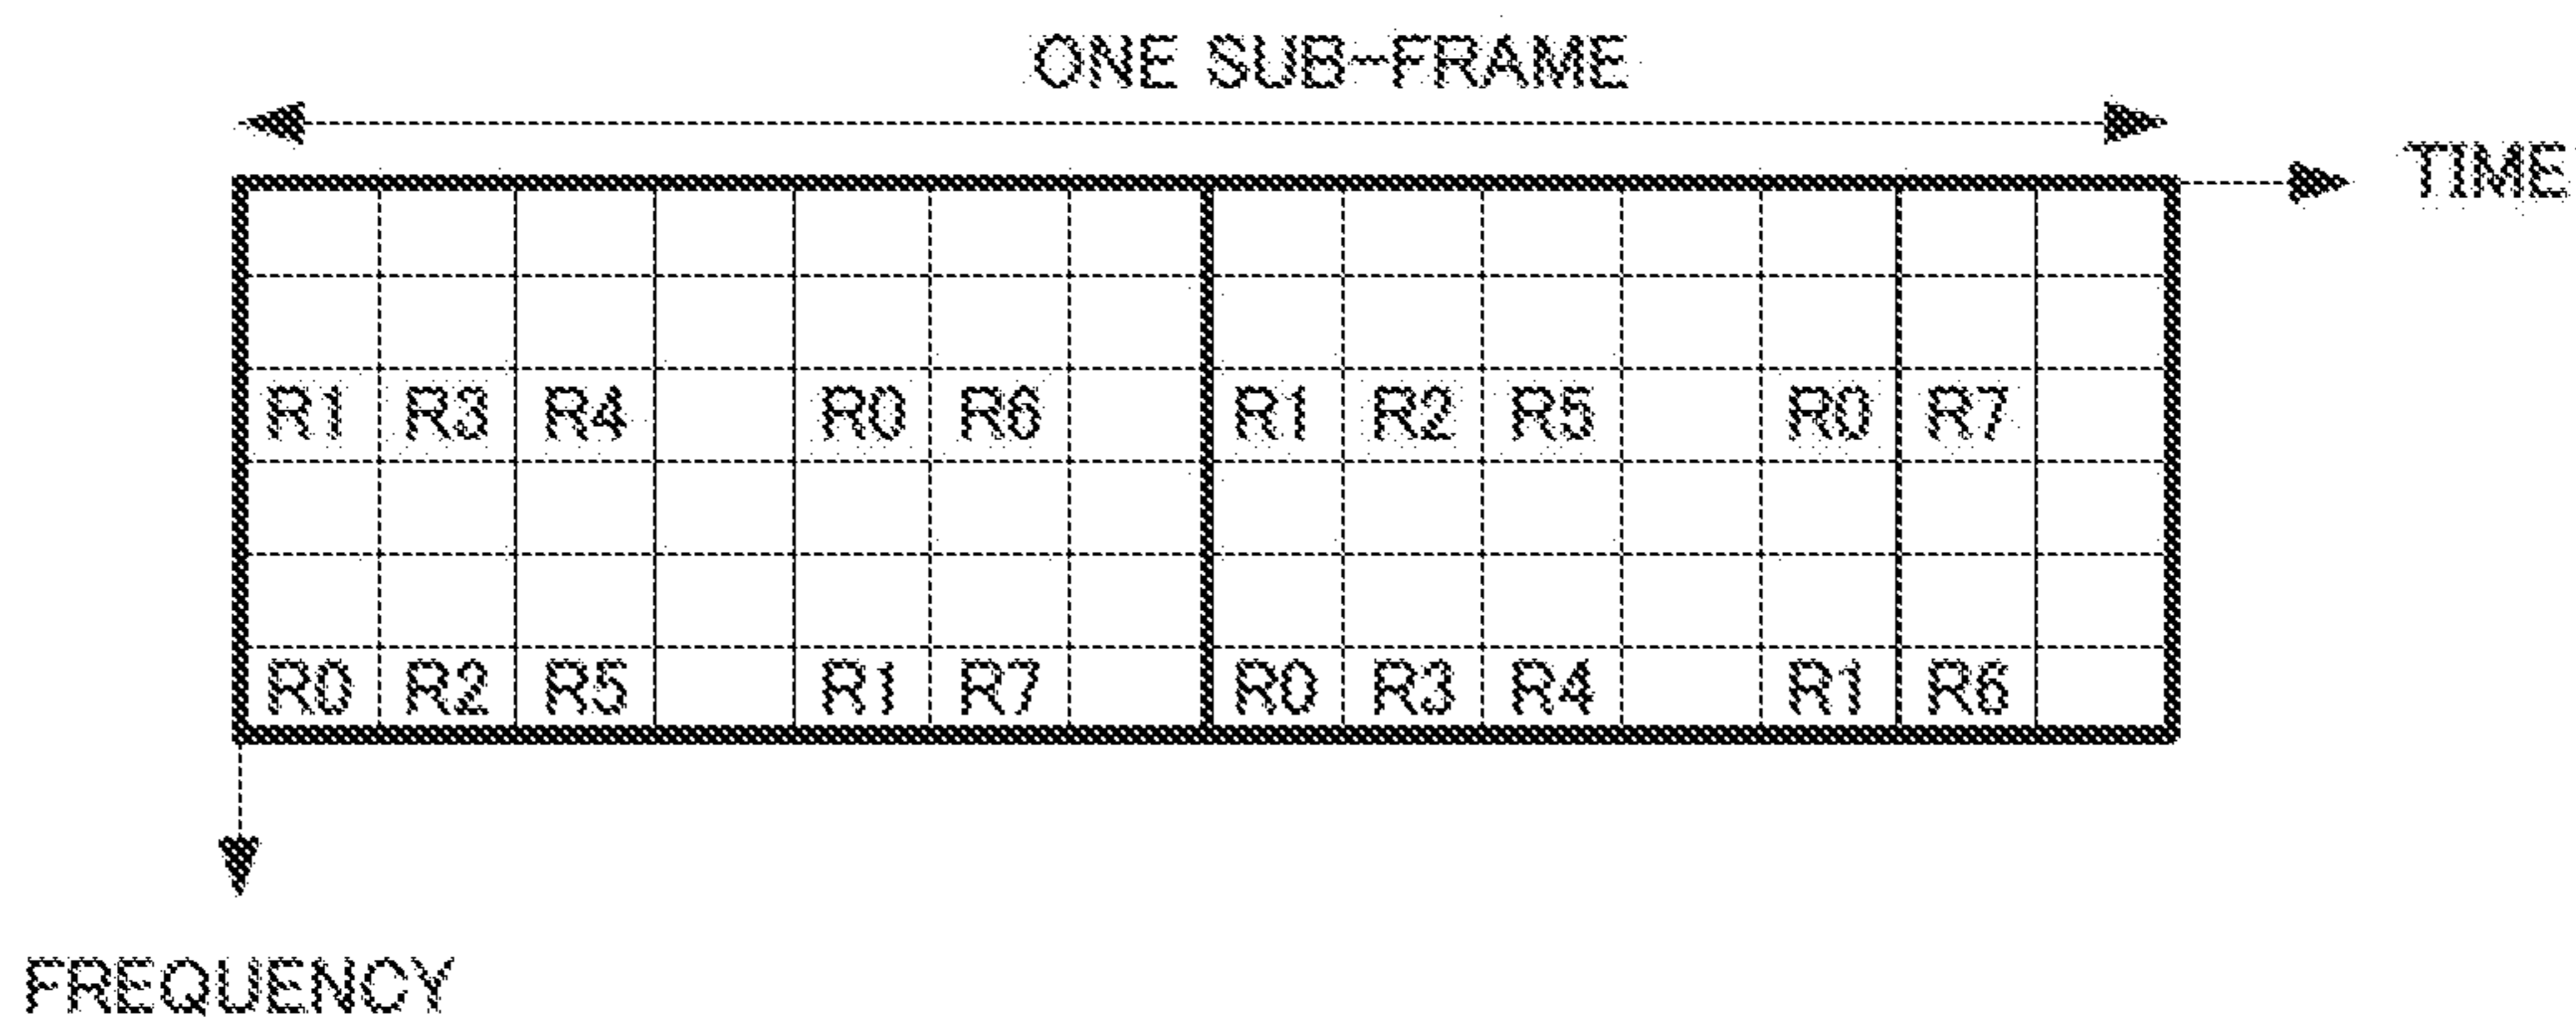 ONE SUB-FRAME
TIME
R1 R3 R4 R0 R6 R1 R2 R5 R0 R7
R0 R2 R5 R1 R7 R0 R3 R4 R1 R6
FREQUENCY